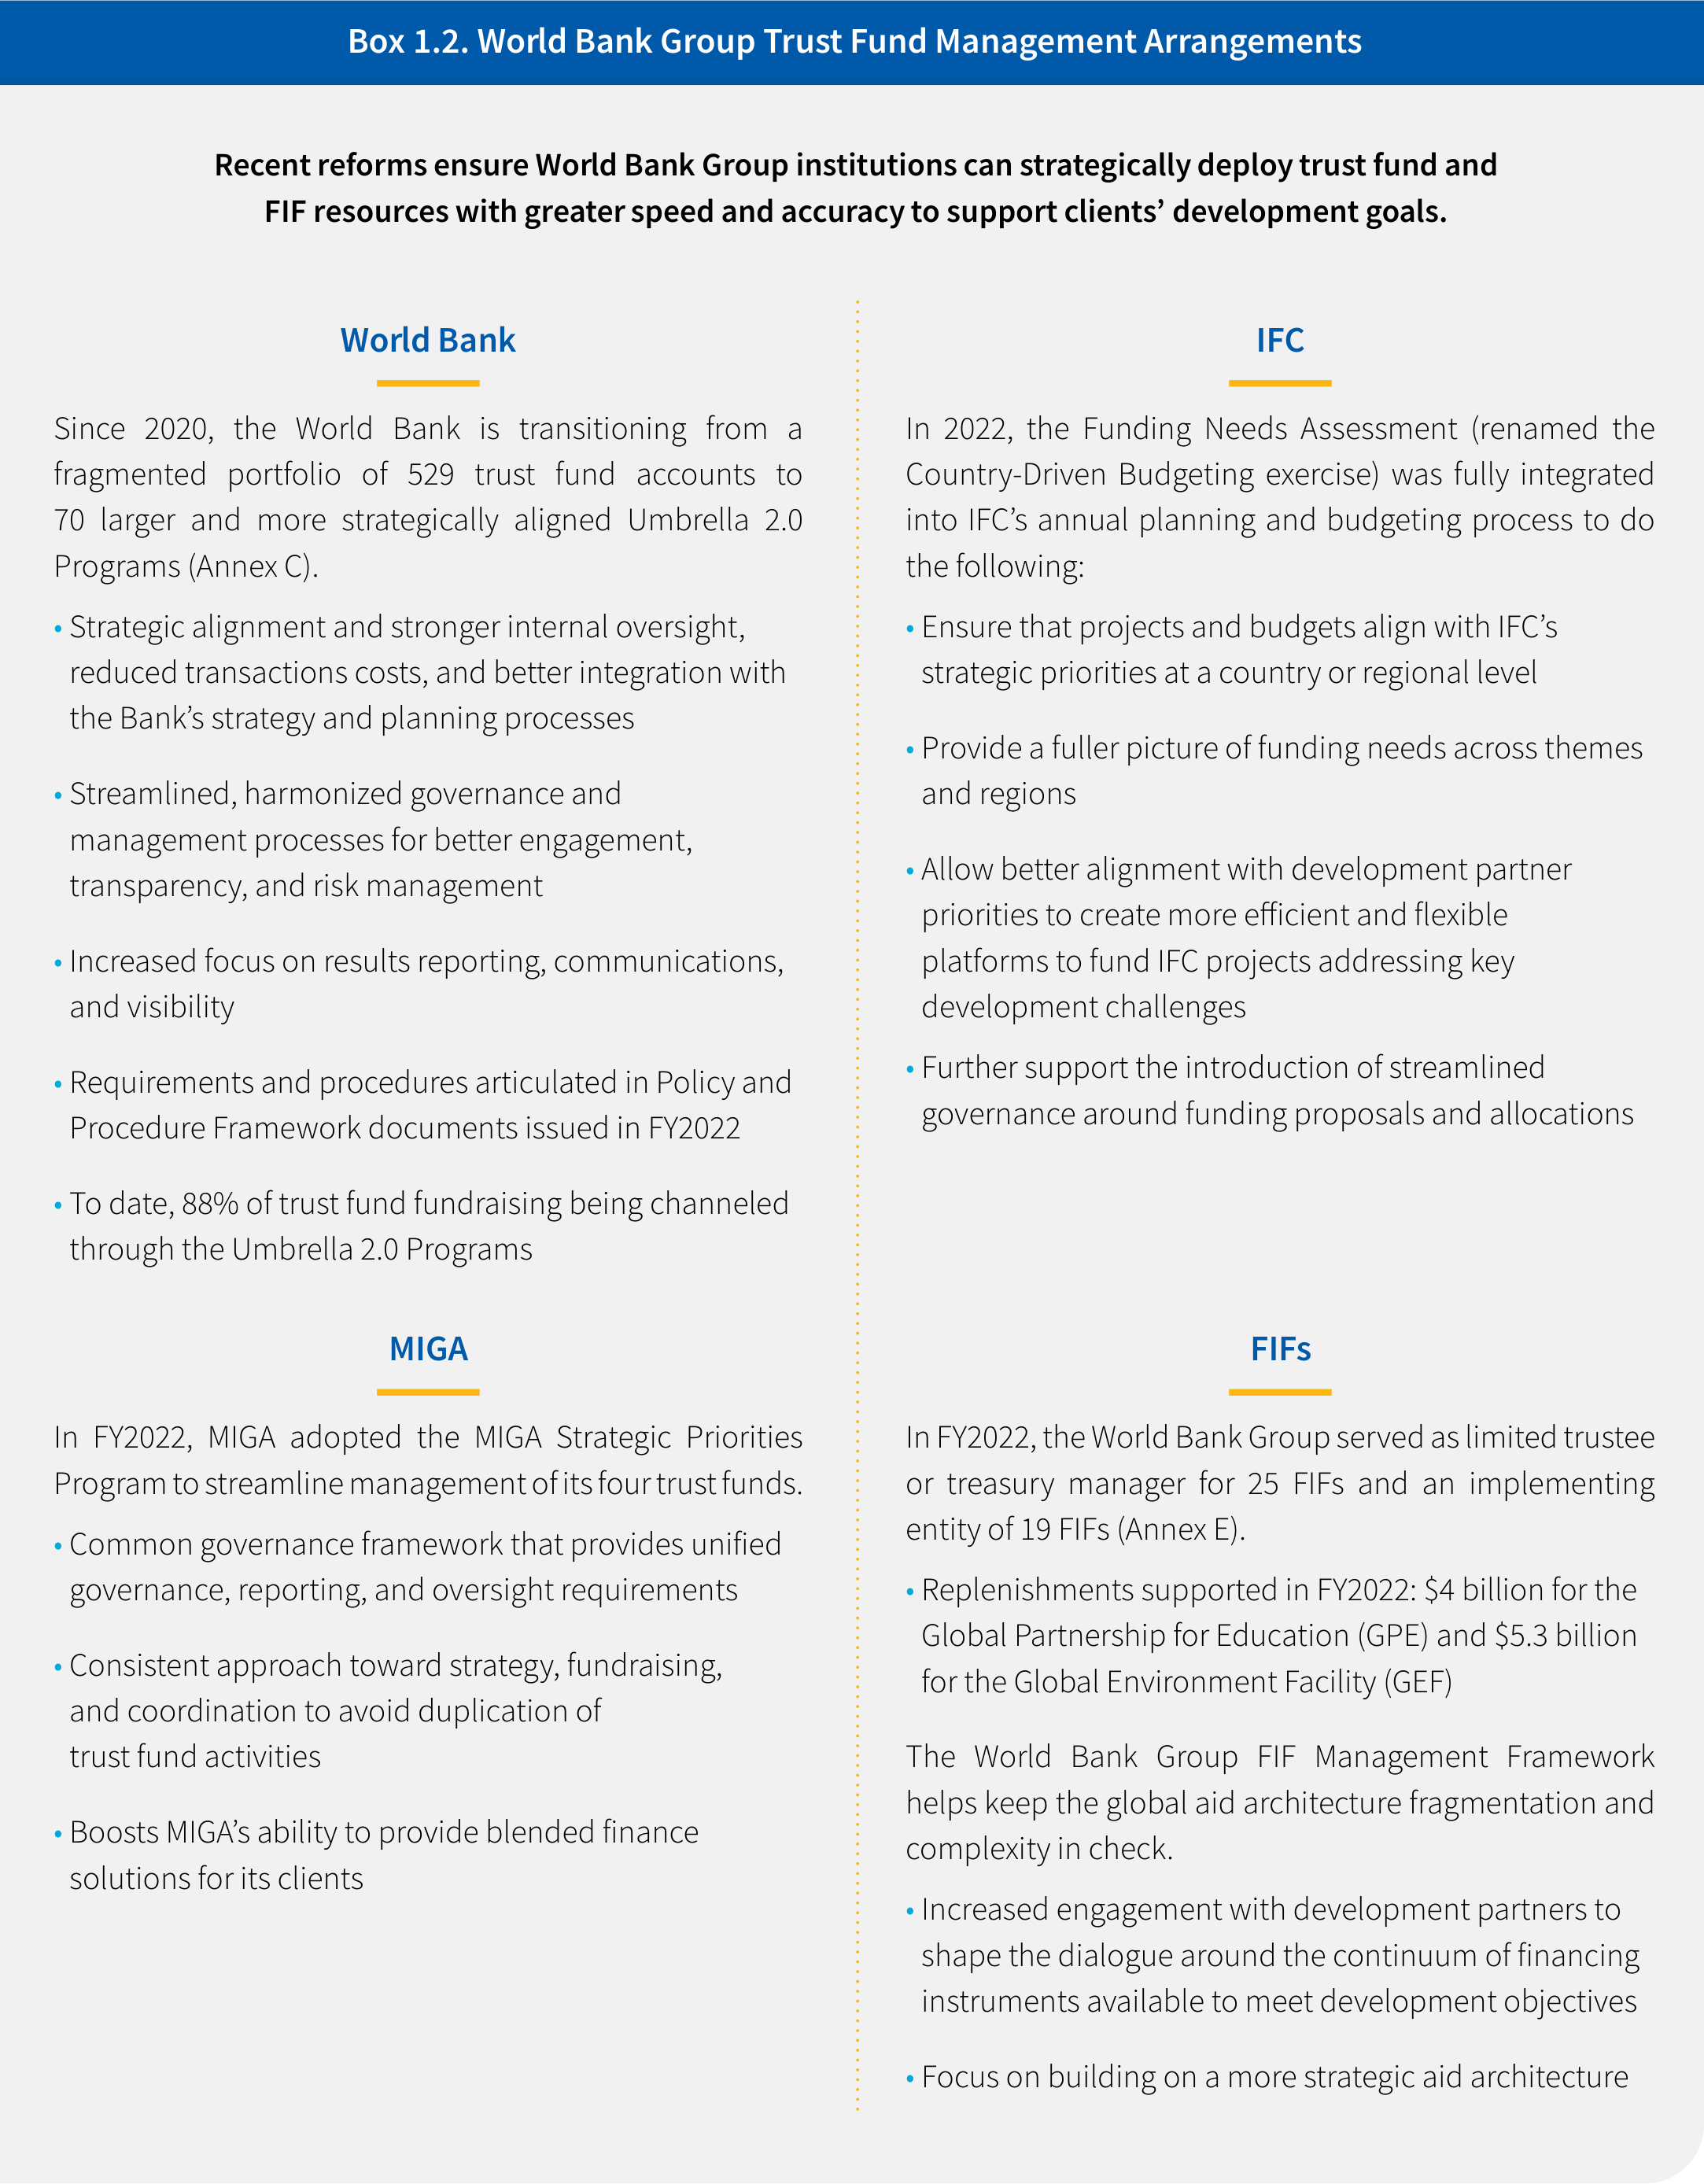 Box 1.2. World Bank Group Trust Fund Management Arrangements
Recent reforms ensure World Bank Group institutions can strategically deploy trust fund and
FIF resources with greater speed and accuracy to support clients’ development goals.
World Bank
Since 2020, the World Bank is transitioning from a
fragmented portfolio of 529 trust fund accounts to
70 larger and more strategically aligned Umbrella 2.0
Programs (Annex C).
• Strategic alignment and stronger internal oversight,
reduced transactions costs, and better integration with
the Bank’s strategy and planning processes
• Streamlined, harmonized governance and
management processes for better engagement,
transparency, and risk management
• Increased focus on results reporting, communications,
and visibility
• Requirements and procedures articulated in Policy and
Procedure Framework documents issued in FY2022
• To date, 88% of trust fund fundraising being channeled
through the Umbrella 2.0 Programs
IFC
In 2022, the Funding Needs Assessment (renamed the
Country-Driven Budgeting exercise) was fully integrated
into IFC’s annual planning and budgeting process to do
the following:
• Ensure that projects and budgets align with IFC’s
strategic priorities at a country or regional level
• Provide a fuller picture of funding needs across themes
and regions
• Allow better alignment with development partner
priorities to create more efficient and flexible
platforms to fund IFC projects addressing key
development challenges
• Further support the introduction of streamlined
governance around funding proposals and allocations
MIGA
In FY2022, MIGA adopted the MIGA Strategic Priorities
Program to streamline management of its four trust funds.
• Common governance framework that provides unified
governance, reporting, and oversight requirements
• Consistent approach toward strategy, fundraising,
and coordination to avoid duplication of
trust fund activities
• Boosts MIGA’s ability to provide blended finance
solutions for its clients
FIFs
In FY2022, the World Bank Group served as limited trustee
or treasury manager for 25 FIFs and an implementing
entity of 19 FIFs (Annex E).
• Replenishments supported in FY2022: $4 billion for the
Global Partnership for Education (GPE) and $5.3 billion
for the Global Environment Facility (GEF)
The World Bank Group FIF Management Framework
helps keep the global aid architecture fragmentation and
complexity in check.
• Increased engagement with development partners to
shape the dialogue around the continuum of financing
instruments available to meet development objectives
• Focus on building on a more strategic aid architecture